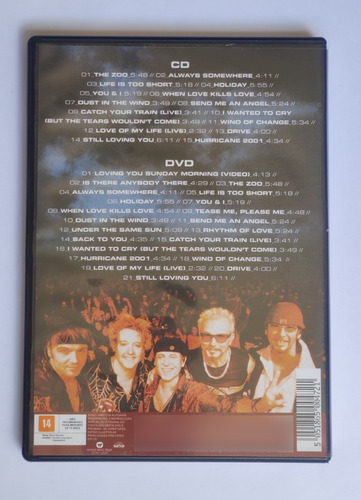 CD
01 THE ZOO 5:48 // 02 ALWAYS SOMEWHERE 4:11 //
03 LIFE IS TOO SHORT 5:18 // 04 HOLIDAY 5:55 //
05 YOU & I 5:19 // 06 WHEN LOVE KILLS LOVE 4:54 //
07 DUST IN THE WIND 3:49 // 08 SEND ME AN ANGEL 5:24 //
09 CATCH YOUR TRAIN (LIVE) 3:41 // 10 I WANTED TO CRY
(BUT THE TEARS WOULDN'T COME) 3:49 // 11 WIND OF CHANGE 5:34 //
12 LOVE OF MY LIFE (LIVE) 2:32 // 13 DRIVE 4:00 //
14 STILL LOVING YOU 6:11 // 15 HURRICANE 2001 4:34 //
DVD
01 LOVING YOU SUNDAY MORNING (VIDEO) 4:13 //
02 IS THERE ANYBODY THERE 4:29 // 03 THE ZOO 5:48 //
04 ALWAYS SOMEWHERE 4:11 // 05 LIFE IS TOO SHORT 5:18 //
06 HOLIDAY 5:55 // 07 YOU & I 5:19 //
08 WHEN LOVE KILLS LOVE 4:54 // 09 TEASE ME, PLEASE ME 4:48 //
10 DUST IN THE WIND 3:49 // 11 SEND ME AN ANGEL 5:24 //
12 UNDER THE SAME SUN 5:09 // 13 RHYTHM OF LOVE 5:24 //
14 BACK TO YOU 4:35 // 15 CATCH YOUR TRAIN (LIVE) 3:41 //
16 I WANTED TO CRY (BUT THE TEARS WOULDN'T COME) 3:49 //
17 HURRICANE 2001 4:34 // 18 WIND OF CHANGE 5:34 //
19 LOVE OF MY LIFE (LIVE) 2:32 // 20 DRIVE 4:00 //
21 STILL LOVING YOU 6:11 //
14